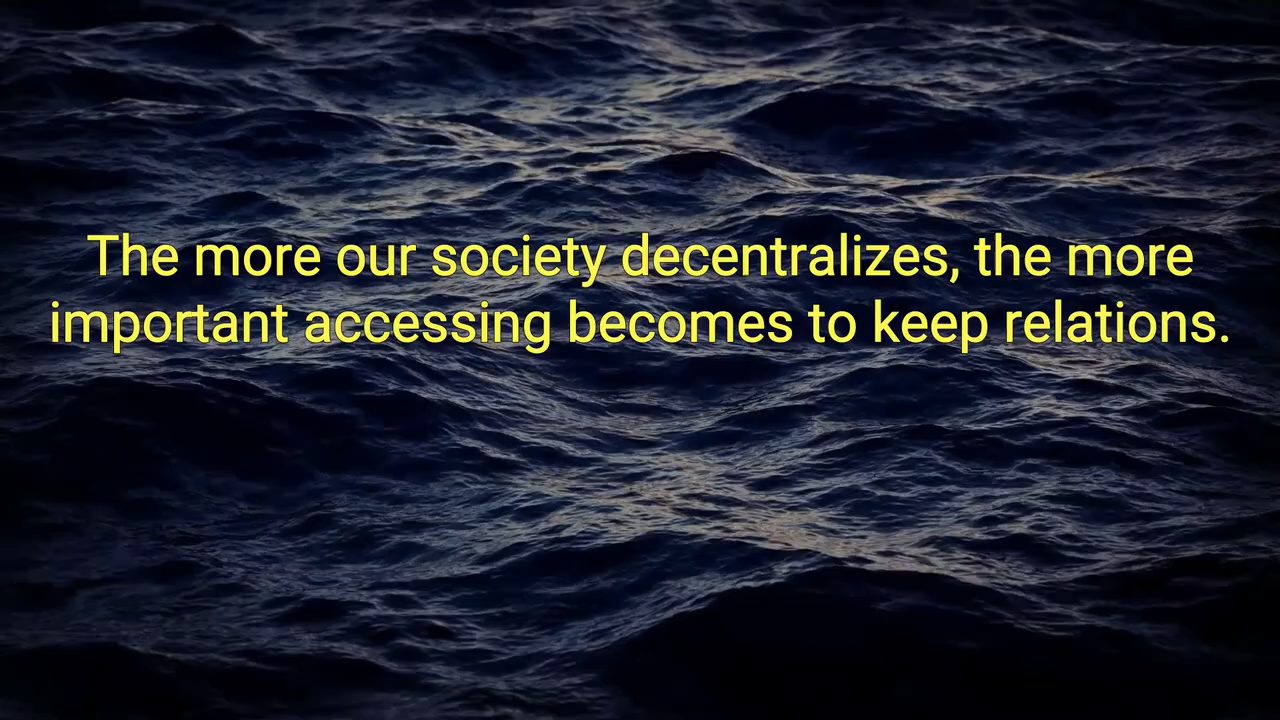 The more our society decentralizes, the more
important accessing becomes to keep relations.